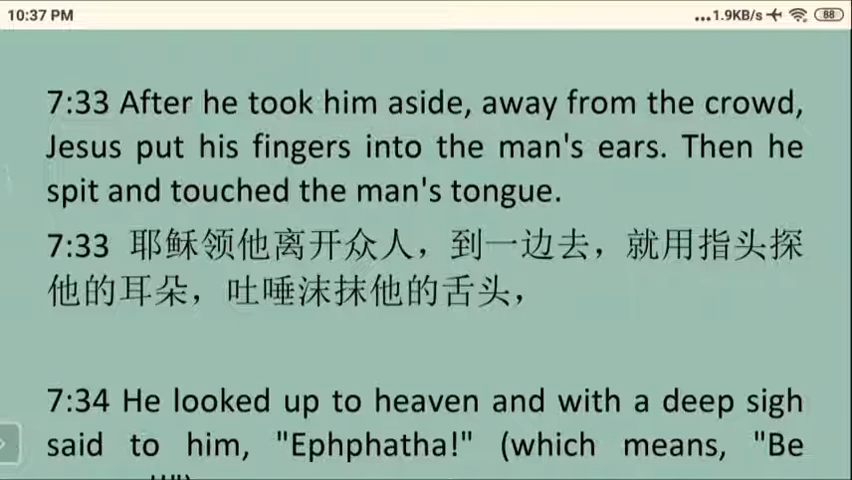 10:37 PM
...1.9KB/s
88
7:33 After he took him aside, away from the crowd,
Jesus put his fingers into the man's ears. Then he
spit and touched the man's tongue.
7:33 耶稣领他离开众人，到一边去，就用指头探
他的耳朵，吐唾沫抹他的舌头，
7:34 He looked up to heaven and with a deep sigh
said to him, "Ephphatha!" (which means, "Be